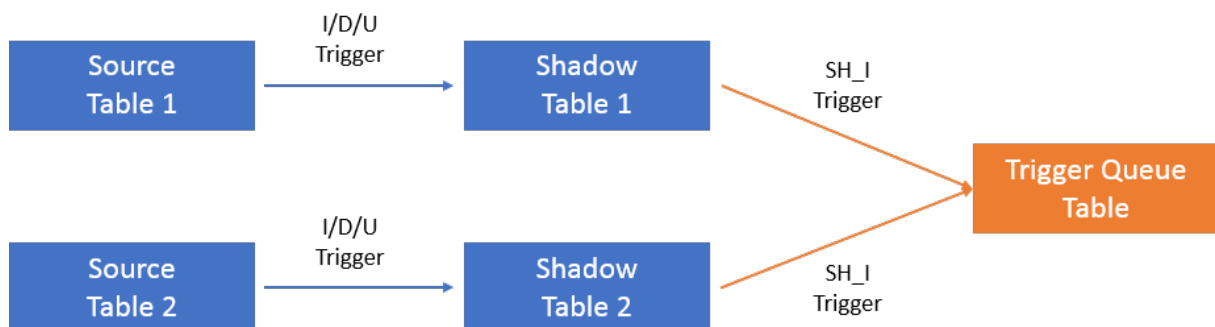 I/D/U
Trigger
Source
Table 1
Shadow
Table 1
SH_I
Trigger
Trigger Queue
Table
I/D/U
Trigger
Source
Table 2
Shadow
Table 2
SH_I
Trigger